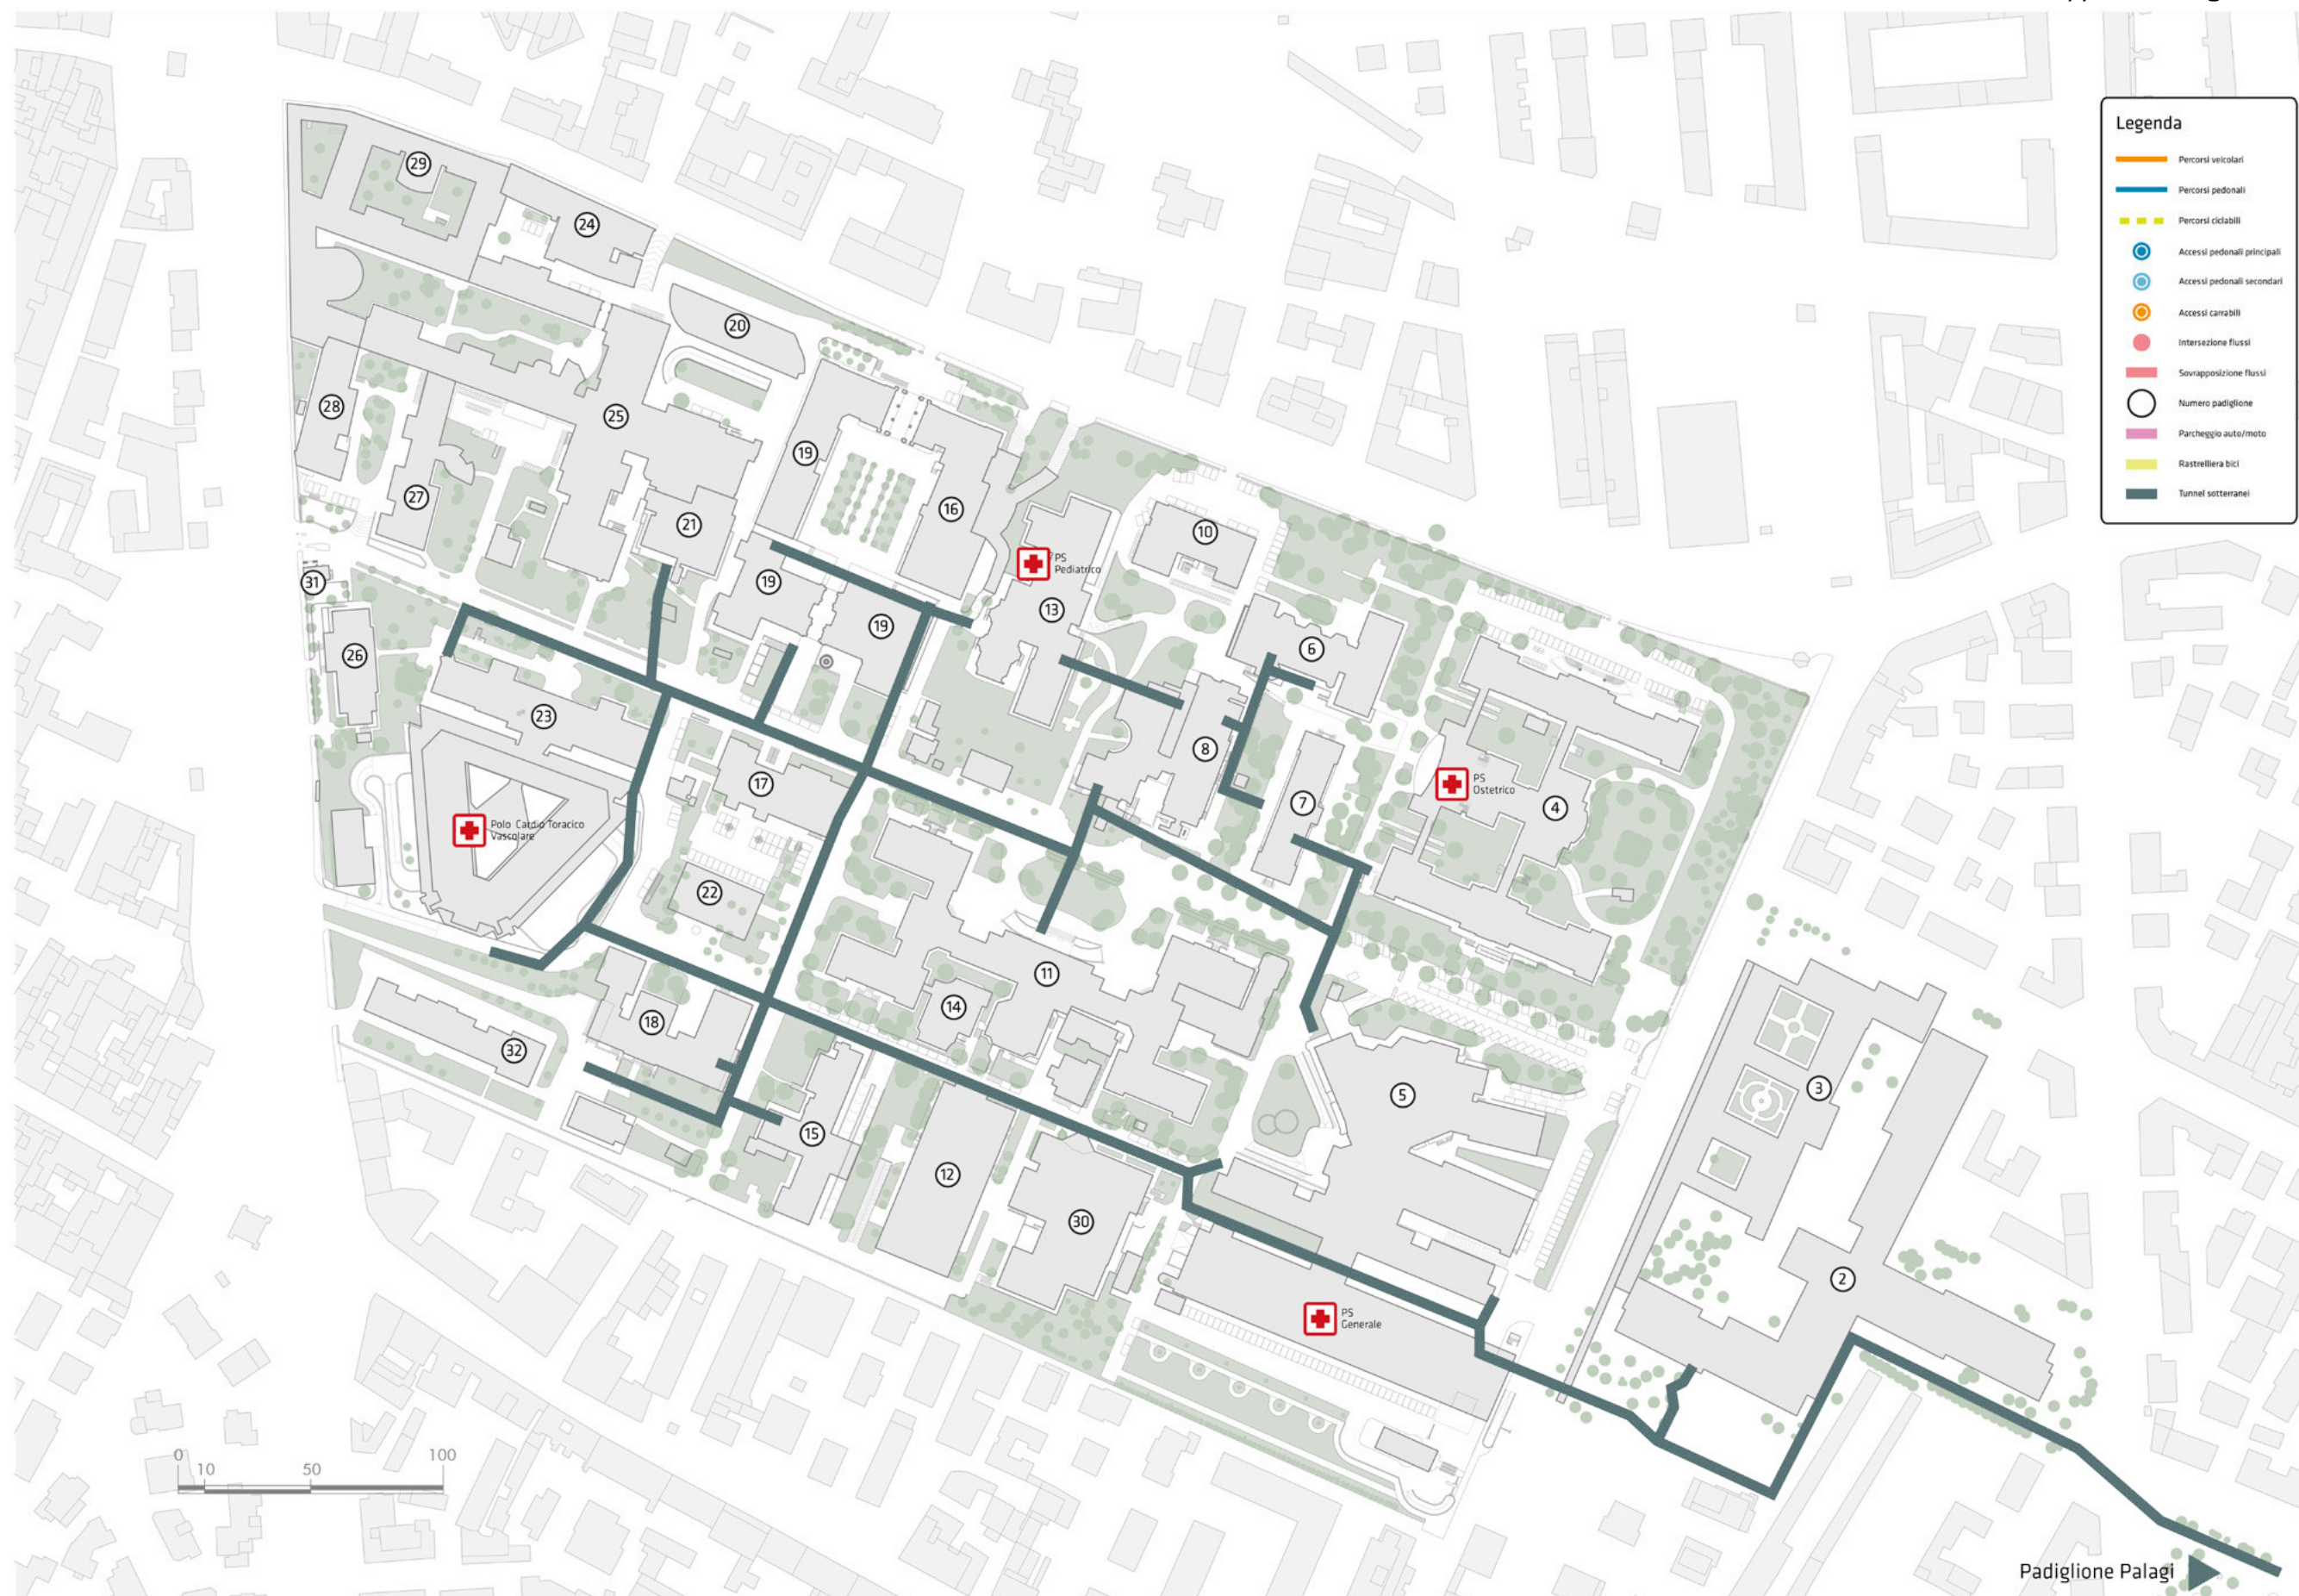 Legenda
Percorsi veicolari
Percorsi pedonali
Percorsi ciclabili
Accessi pedonali principali
Accessi pedonali secondari
Accessi carrabili
Intersezione flussi
Sovrapposizione flussi
Numero padiglione
Parcheggio auto/moto
Rastrelliera bici
Tunnel sotterranei
29
24
20
28
25
19
27
16
21
10
PS
Pediatrico
31
19
13
19
26
6
23
8
17
PS
Ostetrico
7
4
Polo Cardio Toracico
Vascolare
22
11
14
18
32
3
5
15
12
30
2
PS
Generale
0
10
50
100
Padiglione Palagi